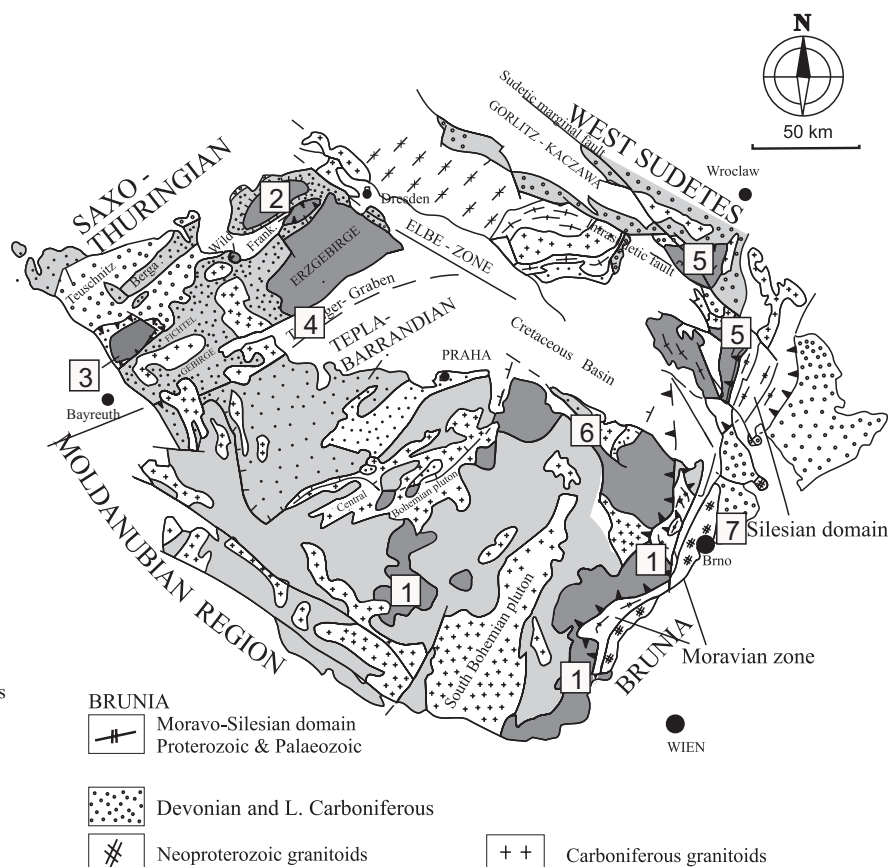 N
50 km
Sudetic marginal fault
WEST SUDETES
GORLITZ - KACZAWA
Wroclaw
SAXO -
THURINGIAN
2
Dresden
Wild
Frank.
Teuschnitz
Berga
ERZGEBIRGE
ELBE - ZONE
Intrasudetic fault
5
4
Graben
TEPLA-
BARRANDIAN
Cretaceous Basin
5
FICHTEL
GEBIRGE
3
Bayreuth
PRAHA
6
MOLDANUBIAN REGION
Central
Bohemian pluton
7
Silesian domain
Brno
1
1
South Bohemian pluton
BRUNIA
Moravian zone
1
WIEN
s
BRUNIA
Moravo-Silesian domain
Proterozoic & Palaeozoic
Devonian and L. Carboniferous
Neoproterozoic granitoids
Carboniferous granitoids